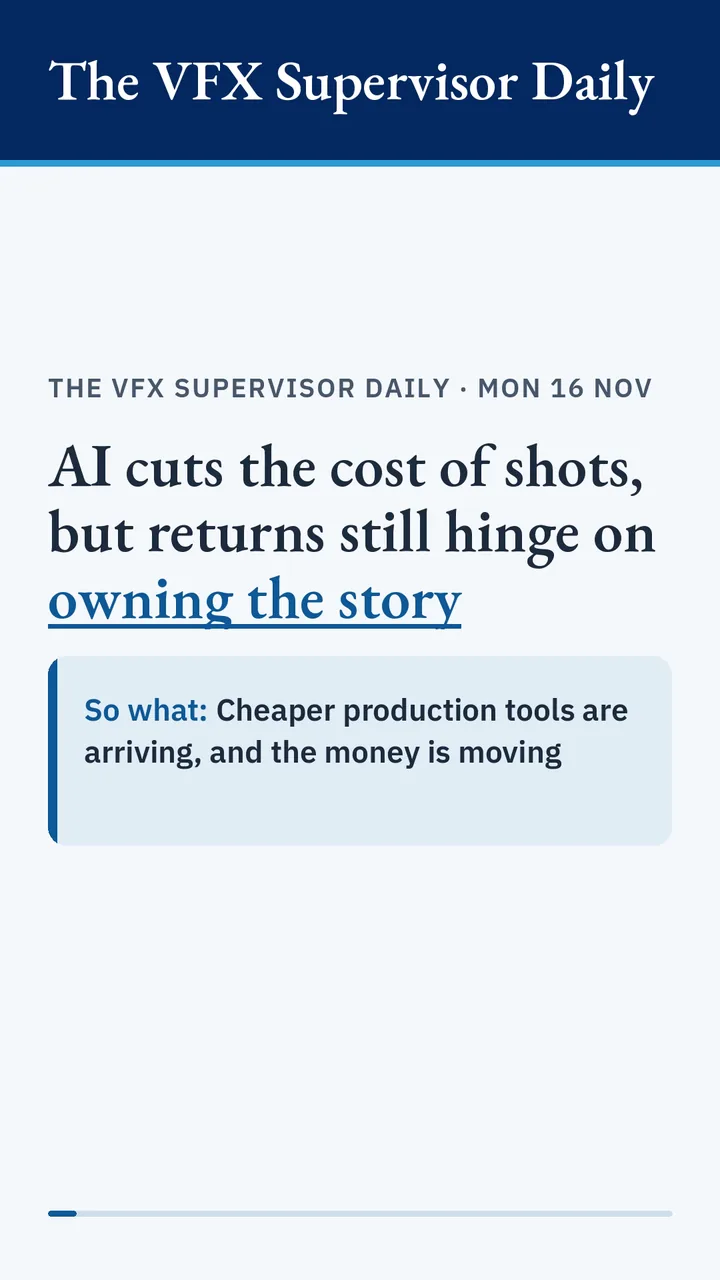 The VFX Supervisor Daily
THE VFX SUPERVISOR DAILY · MON 16 NOV
AI cuts the cost of shots,
but returns still hinge on
owning the story
So what: Cheaper production tools are
arriving, and the money is moving